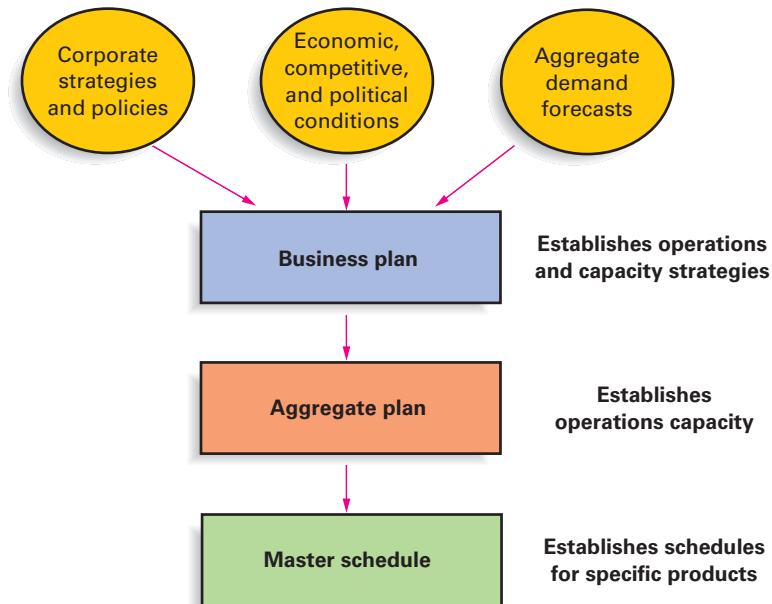 Corporate
strategies
and policies
Economic,
competitive,
and political
conditions
Aggregate
demand
forecasts
Business plan
Establishes operations
and capacity strategies
Aggregate plan
Establishes
operations capacity
Master schedule
Establishes schedules
for specific products